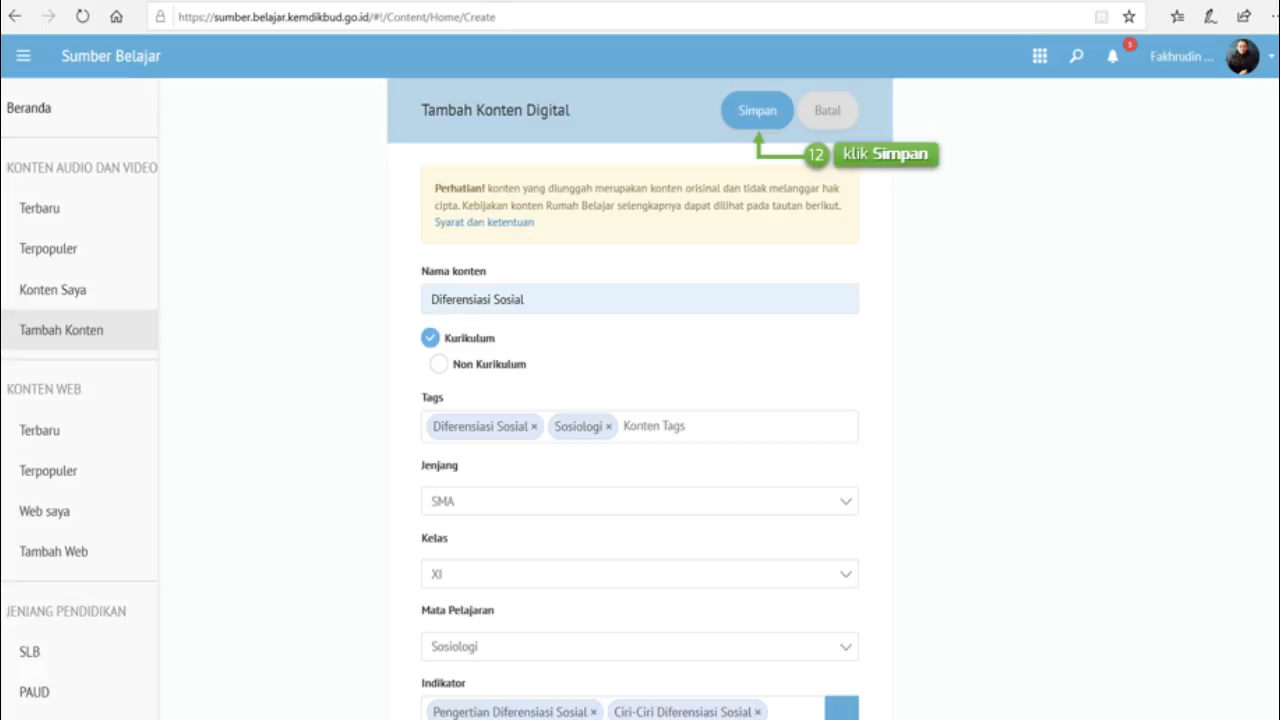 https://sumber.belajar.kemdikbud.go.id/#!/Content/Home/Create
Sumber Belajar
3
Fakhrudin ...
Beranda
KONTEN AUDIO DAN VIDEO
Terbaru
Terpopuler
Konten Saya
Tambah Konten
KONTEN WEB
Terbaru
Terpopuler
Web saya
Tambah Web
JENJANG PENDIDIKAN
SLB
PAUD
Tambah Konten Digital
Simpan
Batal
12 klik Simpan
Perhatian! konten yang diunggah merupakan konten orisinal dan tidak melanggar hak
cipta. Kebijakan konten Rumah Belajar selengkapnya dapat dilihat pada tautan berikut.
Syarat dan ketentuan
Nama konten
Diferensiasi Sosial
Kurikulum
Non Kurikulum
Tags
Diferensiasi Sosial × Sosiologi × Konten Tags
Jenjang
SMA
Kelas
XI
Mata Pelajaran
Sosiologi
Indikator
Pengertian Diferensiasi Sosial × Ciri-Ciri Diferensiasi Sosial ×